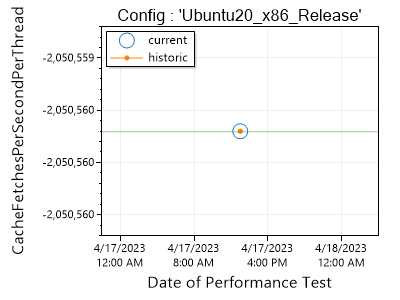 Config : 'Ubuntu20_x86_Release'
CacheFetchesPerSecondPerThread
current
historic
-2,050,559
-2,050,560
-2,050,560
-2,050,560
4/17/2023 4/17/2023 4/17/2023 4/18/2023
12:00 AM 8:00 AM 4:00 PM 12:00 AM
Date of Performance Test